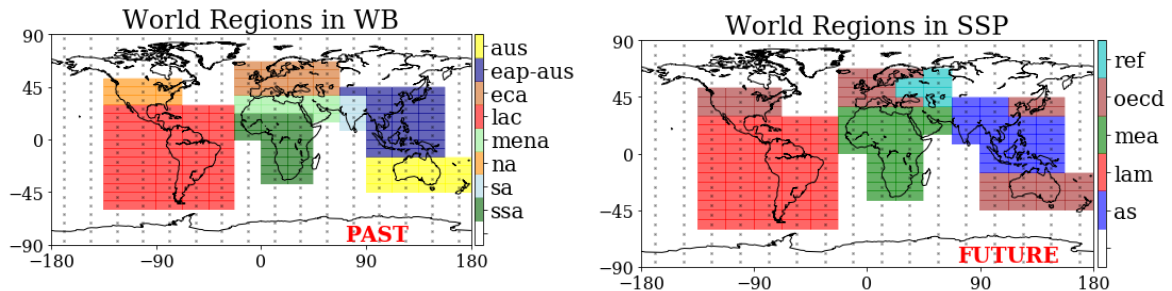 World Regions in WB
90
45
0
−45
−90
−180
−90
0
90
180
PAST
aus
eap-aus
eca
lac
mena
na
sa
ssa
World Regions in SSP
90
45
0
−45
−90
−180
−90
0
90
180
FUTURE
ref
oecd
mea
lam
as